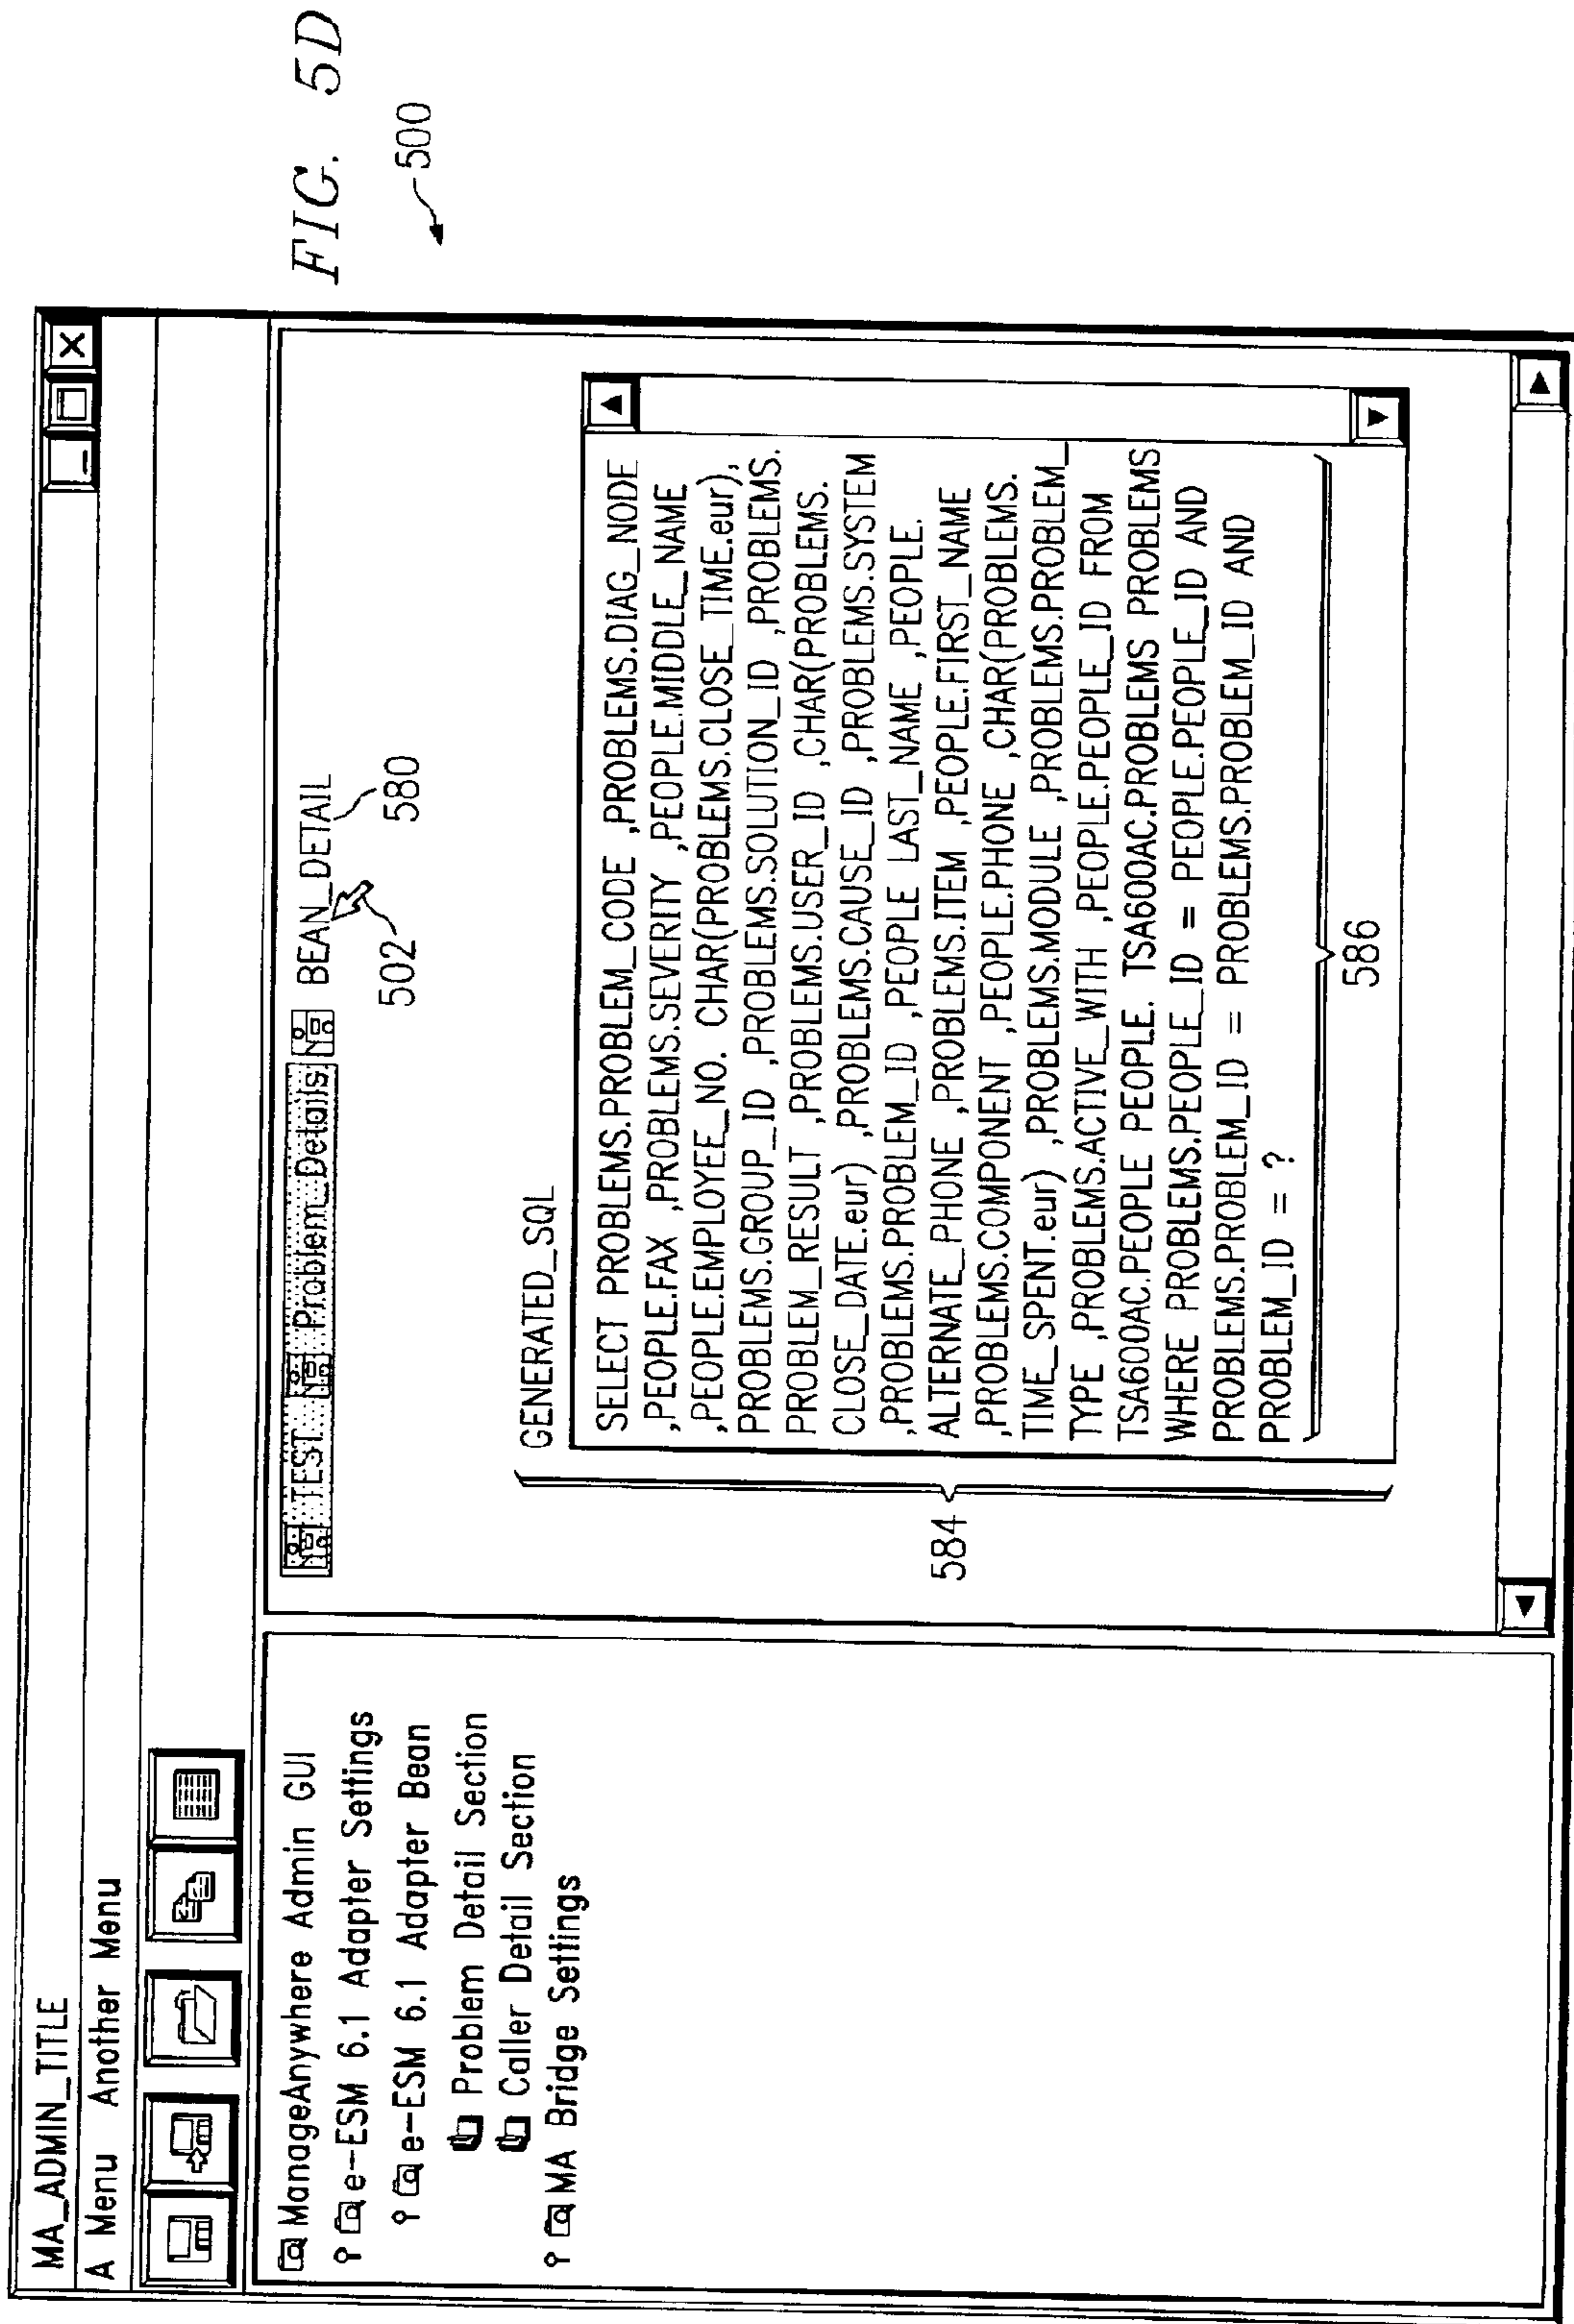 FIG. 5D
500
MA_ADMIN_TITLE
A Menu Another Menu
ManageAnywhere Admin GUI
e-ESM 6.1 Adapter Settings
e-ESM 6.1 Adapter Bean
Problem Detail Section
Caller Detail Section
MA Bridge Settings
TEST Problem_Details BEAN_DETAIL
502
580
GENERATED_SQL
SELECT PROBLEMS.PROBLEM_CODE ,PROBLEMS.DIAG_NODE
,PEOPLE.FAX ,PROBLEMS.SEVERITY ,PEOPLE.MIDDLE_NAME
,PEOPLE.EMPLOYEE_NO. CHAR(PROBLEMS.CLOSE_TIME.eur),
PROBLEMS.GROUP_ID ,PROBLEMS.SOLUTION_ID ,PROBLEMS.
PROBLEM_RESULT ,PROBLEMS.USER_ID ,CHAR(PROBLEMS.
CLOSE_DATE.eur) ,PROBLEMS.CAUSE_ID ,PROBLEMS.SYSTEM
,PROBLEMS.PROBLEM_ID ,PEOPLE LAST_NAME ,PEOPLE.
ALTERNATE_PHONE ,PROBLEMS.ITEM ,PEOPLE.FIRST_NAME
,PROBLEMS.COMPONENT ,PEOPLE.PHONE ,CHAR(PROBLEMS.
TIME_SPENT.eur) ,PROBLEMS.MODULE ,PROBLEMS.PROBLEM_
TYPE ,PROBLEMS.ACTIVE_WITH ,PEOPLE.PEOPLE_ID FROM
TSA600AC.PEOPLE PEOPLE. TSA600AC.PROBLEMS PROBLEMS
WHERE PROBLEMS.PEOPLE_ID = PEOPLE.PEOPLE_ID AND
PROBLEMS.PROBLEM_ID = PROBLEMS.PROBLEM_ID AND
PROBLEM_ID = ?
584
586